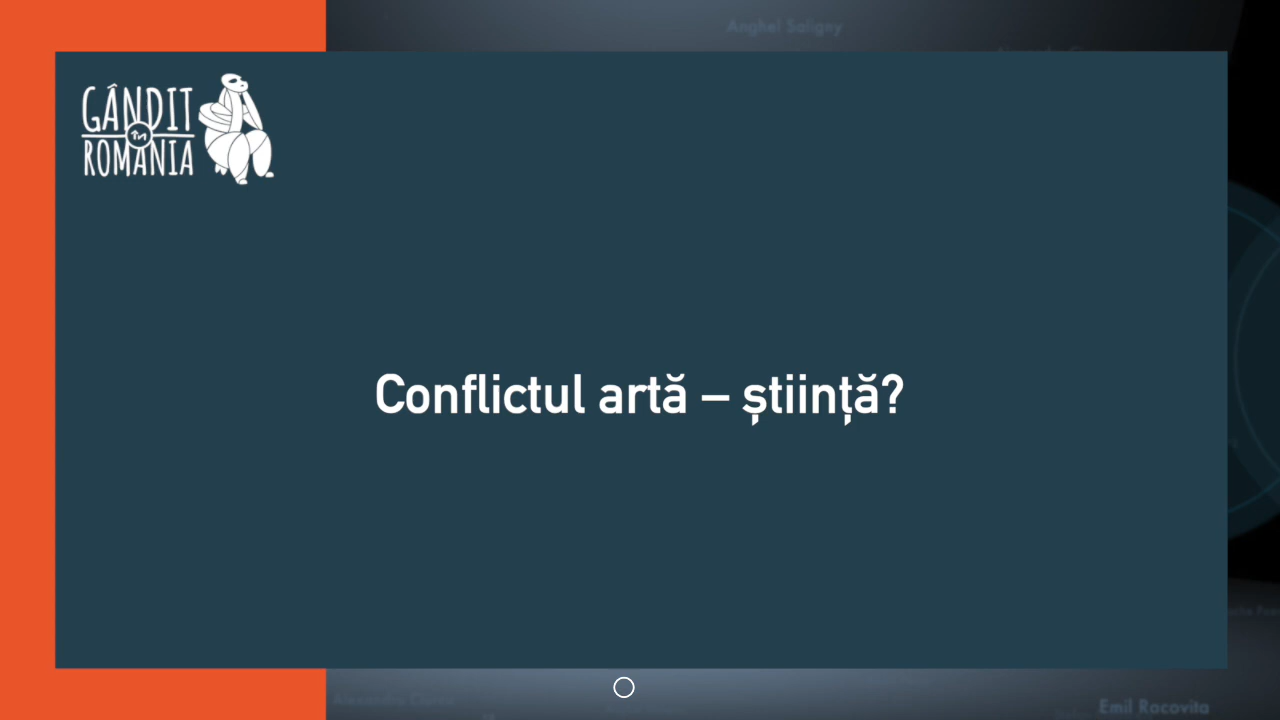 Anghel Saligny
GÂNDIT
în
ROMÂNIA
Conflictul artă – știință?
Emil Racovita